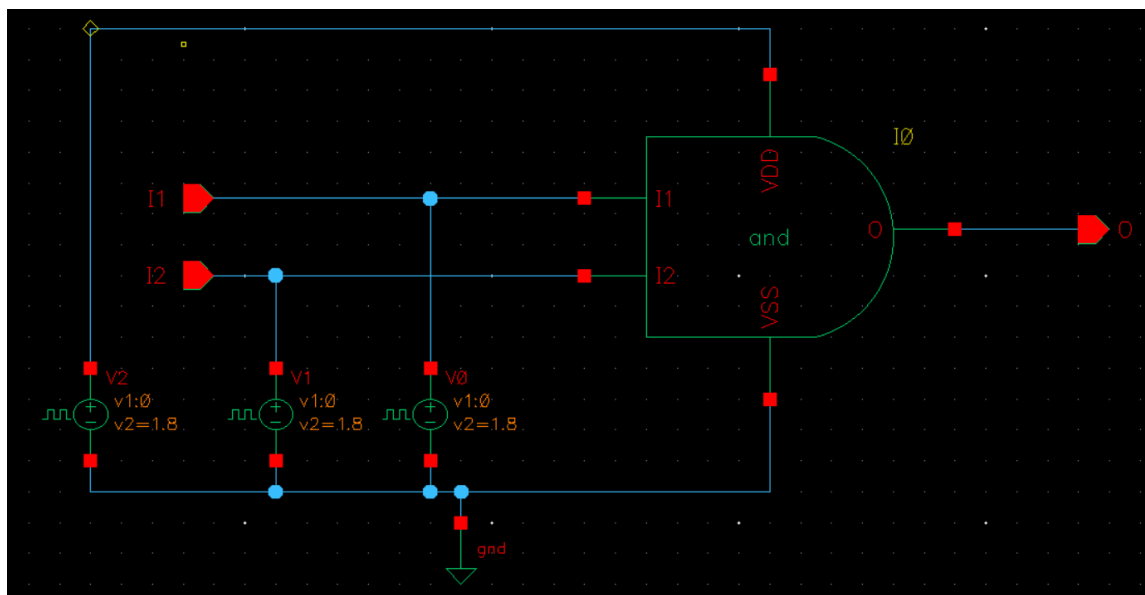 I0
I1
I1
VDD
and
O
O
I2
I2
VSS
V2
v1:0
v2=1.8
V1
v1:0
v2=1.8
V0
v1:0
v2=1.8
gnd